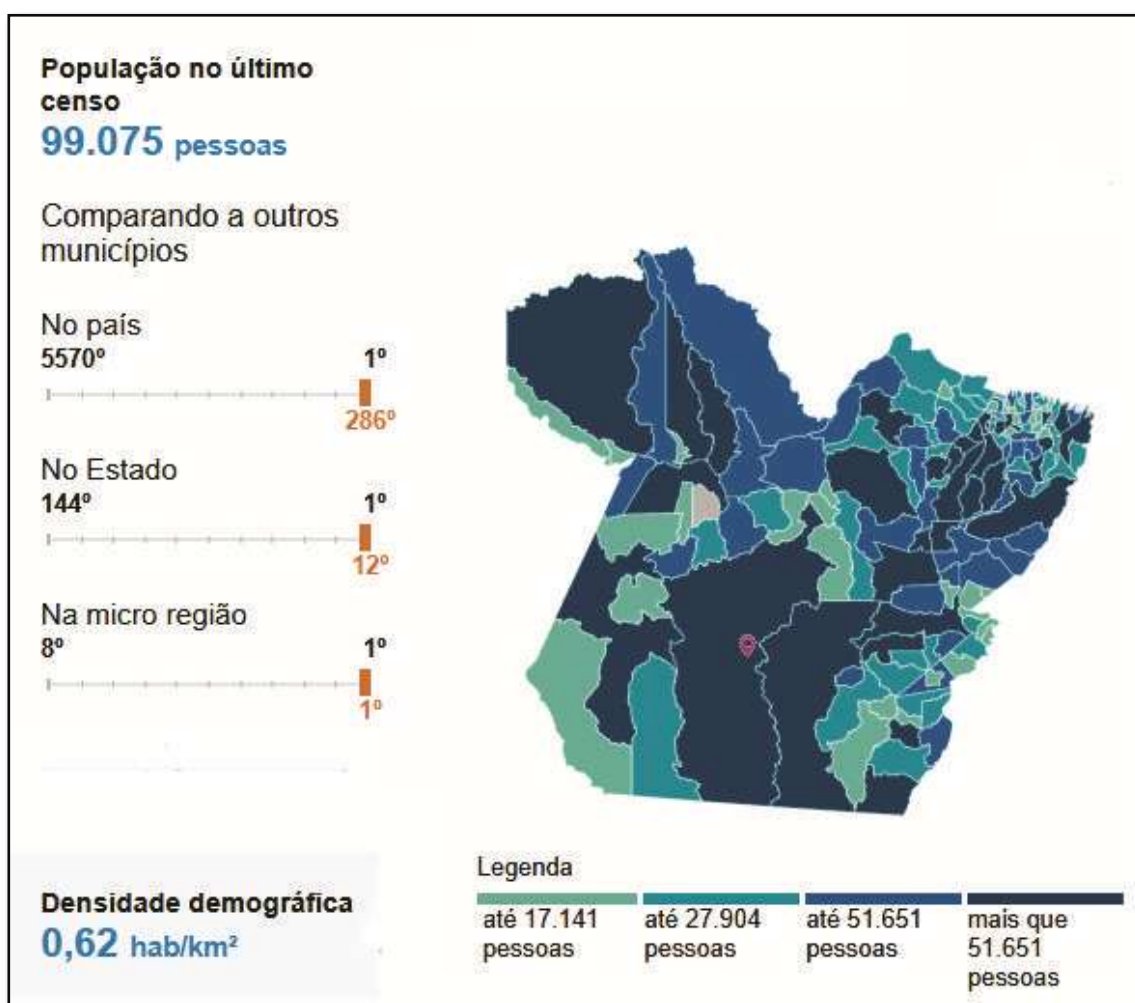 População no último
censo
99.075 pessoas
Comparando a outros
municípios
No país
5570º 1º
286º
No Estado
144º 1º
12º
Na micro região
8º 1º
1º
Densidade demográfica
0,62 hab/km²
Legenda
até 17.141
pessoas
até 27.904
pessoas
até 51.651
pessoas
mais que
51.651
pessoas